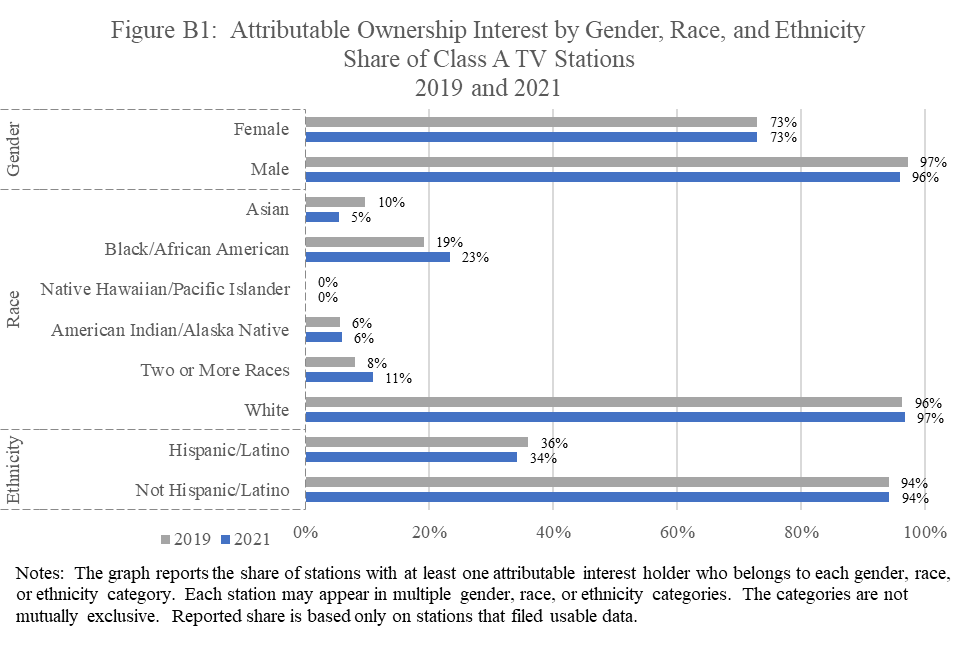 Figure B1:  Attributable Ownership Interest by Gender, Race, and Ethnicity
Share of Class A TV Stations
2019 and 2021
Gender
Female
73%
73%
Male
97%
96%
Race
Asian
10%
5%
Black/African American
19%
23%
Native Hawaiian/Pacific Islander
0%
0%
American Indian/Alaska Native
6%
6%
Two or More Races
8%
11%
White
96%
97%
Ethnicity
Hispanic/Latino
36%
34%
Not Hispanic/Latino
94%
94%
0% 20% 40% 60% 80% 100%
2019 2021
Notes:  The graph reports the share of stations with at least one attributable interest holder who belongs to each gender, race,
or ethnicity category.  Each station may appear in multiple gender, race, or ethnicity categories.  The categories are not
mutually exclusive.  Reported share is based only on stations that filed usable data.